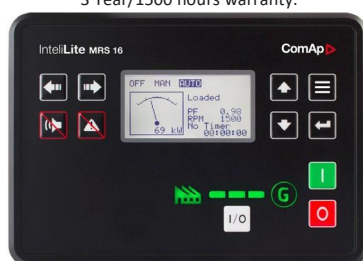 3 Year/1500 hours warranty.
InteliLite MRS 16
ComAp
OFF MAN AUTO
Loaded
PF 0.98
RPM 1500
No Timer
69 kW
00:00:00
G
I
I/O
O